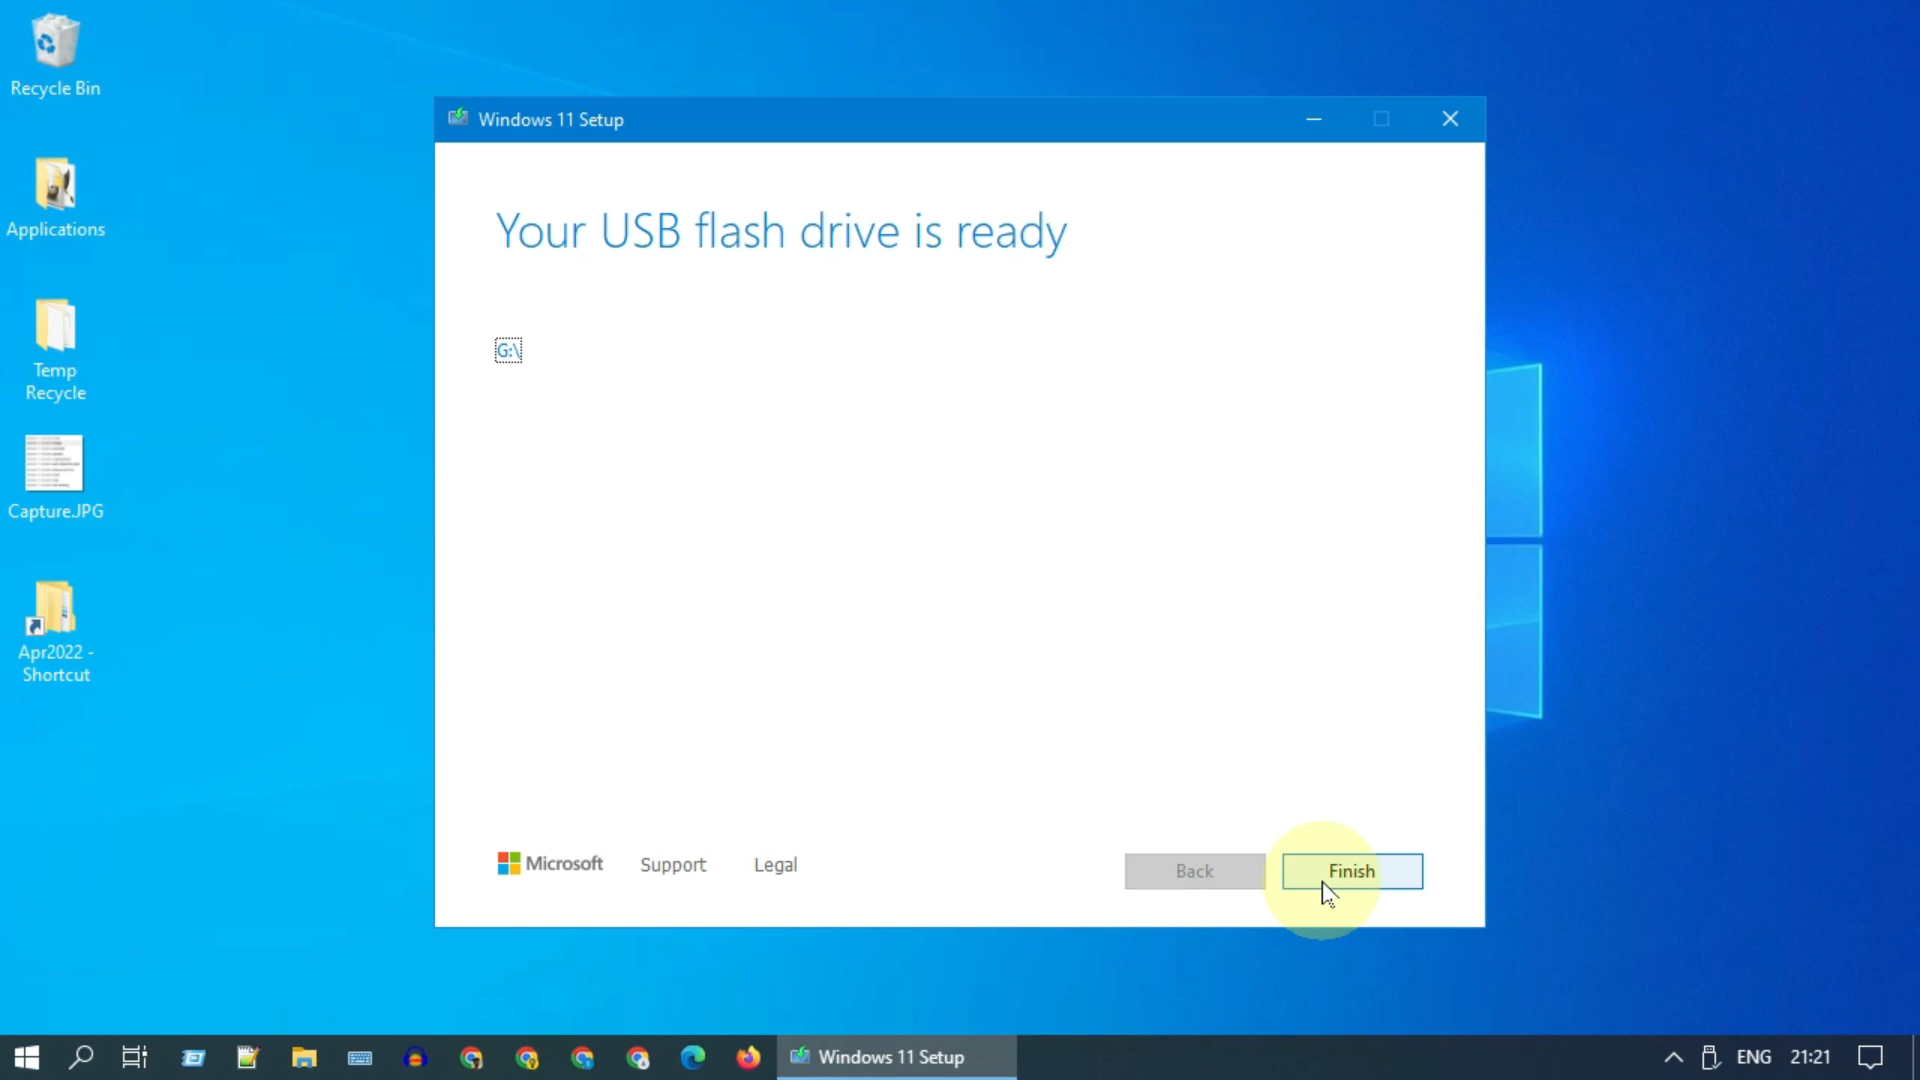 Recycle Bin
Applications
Temp
Recycle
Capture.JPG
Apr2022 -
Shortcut
Windows 11 Setup
Your USB flash drive is ready
G:\
Microsoft
Support
Legal
Back
Finish
Windows 11 Setup
ENG
21:21